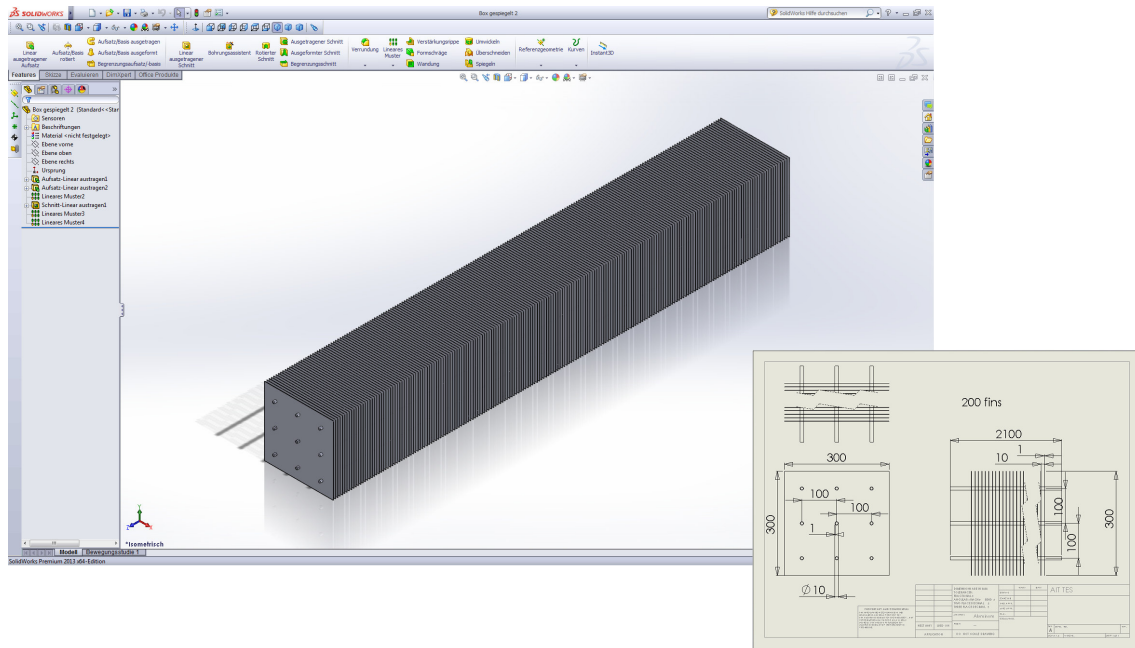 SOLIDWORKS
Box gespiegelt 2
SolidWorks Hilfe durchsuchen
Linear ausgetragener Aufsatz
Aufsatz/Basis rotiert
Aufsatz/Basis ausgetragen
Aufsatz/Basis ausgeformt
Begrenzungsaufsatz/-basis
Linear ausgetragener Schnitt
Bohrungsassistent
Rotierter Schnitt
Ausgetragener Schnitt
Ausgeformter Schnitt
Begrenzungsschnitt
Verrundung
Lineares Muster
Verstärkungsrippe
Formschräge
Wandung
Umwickeln
Überschneiden
Spiegeln
Referenzgeometrie
Kurven
Instant3D
Features
Skizze
Evaluieren
DimXpert
Office Produkte
Box gespiegelt 2 (Standard<<Star
Sensoren
Beschriftungen
Material <nicht festgelegt>
Ebene vorne
Ebene oben
Ebene rechts
Ursprung
Aufsatz-Linear austragen1
Aufsatz-Linear austragen2
Lineares Muster2
Schnitt-Linear austragen1
Lineares Muster3
Lineares Muster4
*Isometrisch
Modell
Bewegungsstudie 1
SolidWorks Premium 2013 x64-Edition
200 fins
2100
1
10
300
100
100
1
300
100
100
300
Ø10
AIT TES